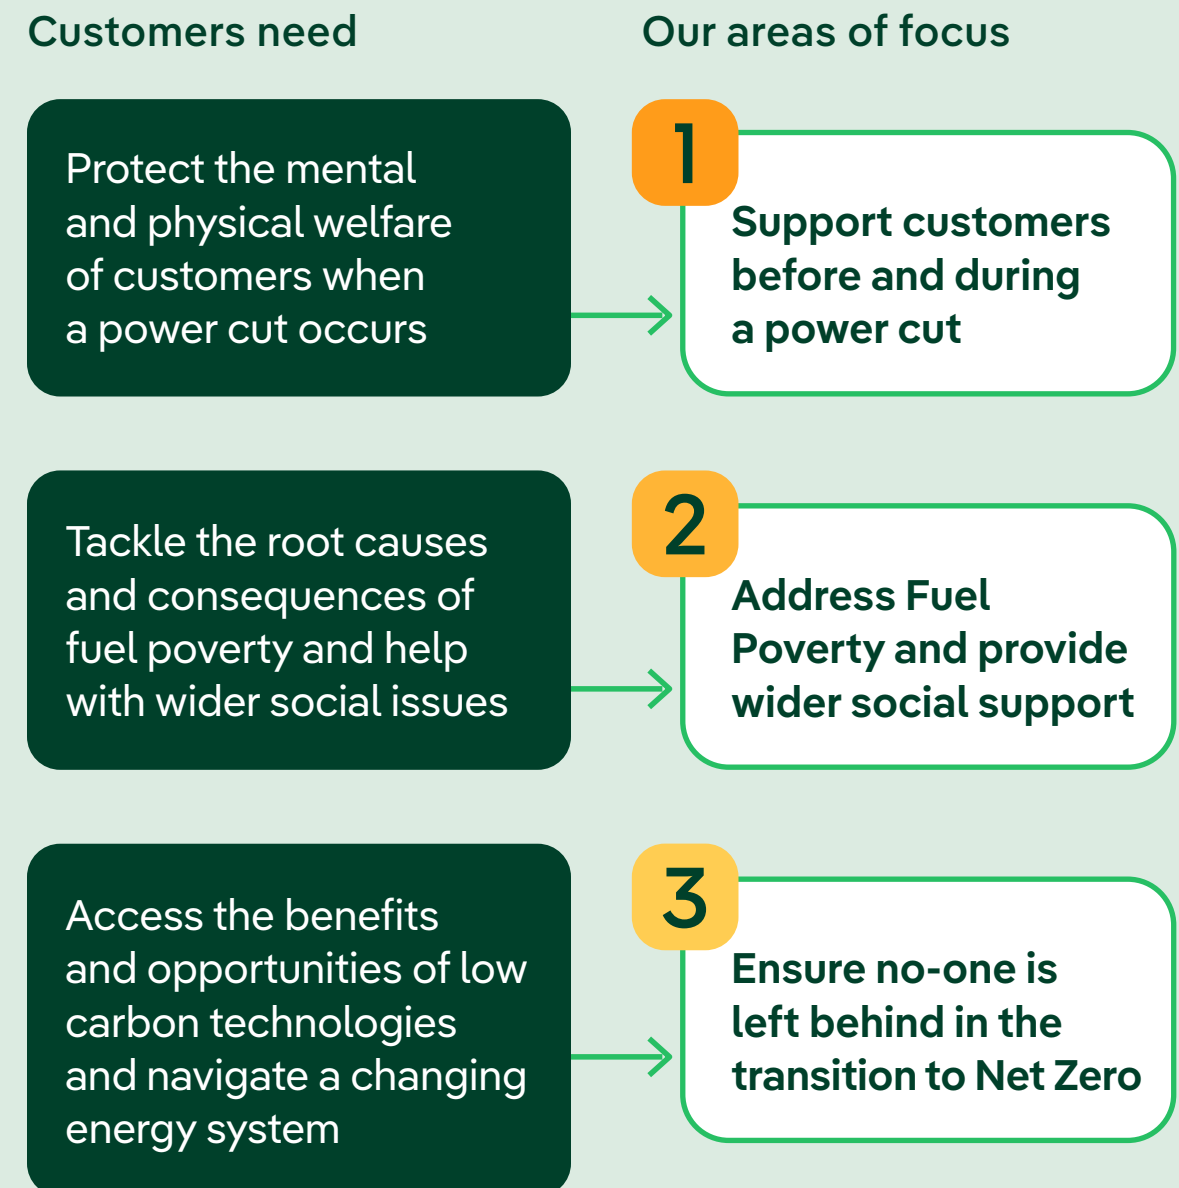 Customers need
Our areas of focus
Protect the mental
and physical welfare
of customers when
a power cut occurs
1
Support customers
before and during
a power cut
Tackle the root causes
and consequences of
fuel poverty and help
with wider social issues
2
Address Fuel
Poverty and provide
wider social support
Access the benefits
and opportunities of low
carbon technologies
and navigate a changing
energy system
3
Ensure no-one is
left behind in the
transition to Net Zero